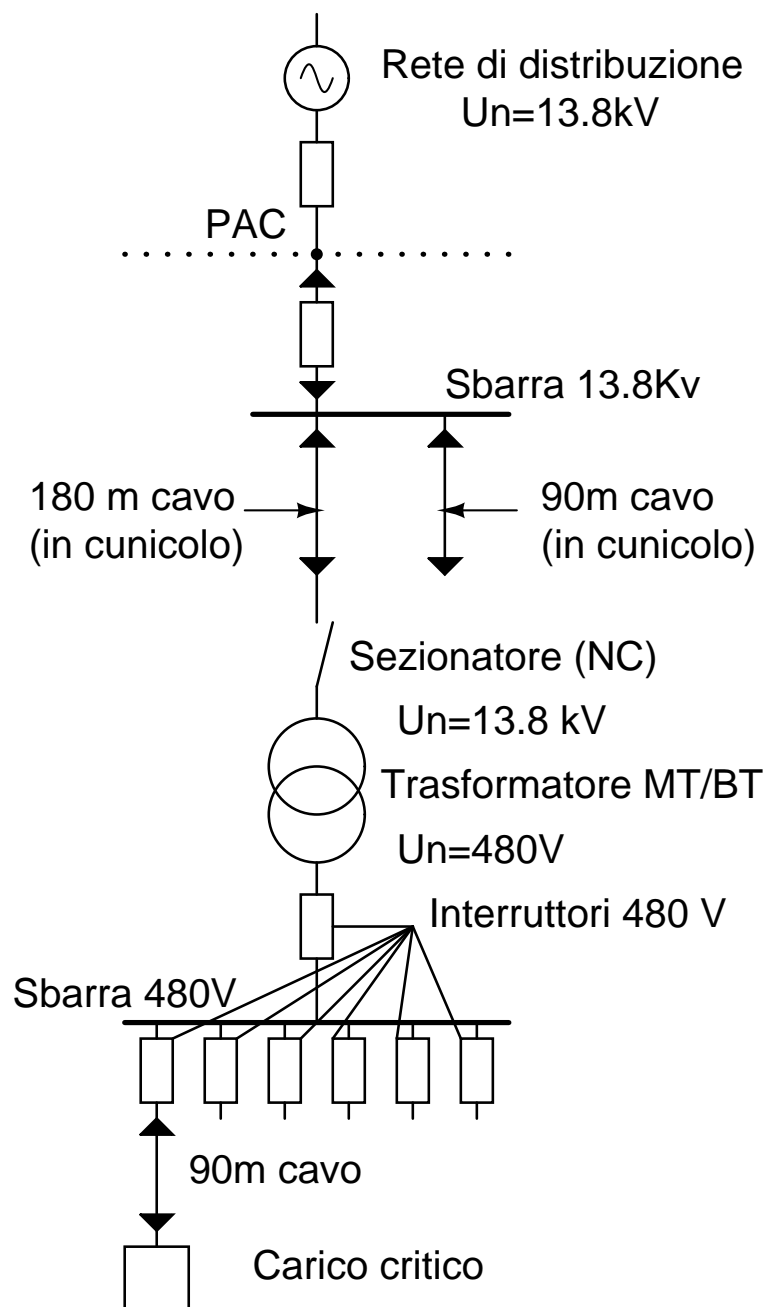 Rete di distribuzione
Un=13.8kV
PAC
Sbarra 13.8Kv
180 m cavo
(in cunicolo)
90m cavo
(in cunicolo)
Sezionatore (NC)
Un=13.8 kV
Trasformatore MT/BT
Un=480V
Interruttori 480 V
Sbarra 480V
90m cavo
Carico critico